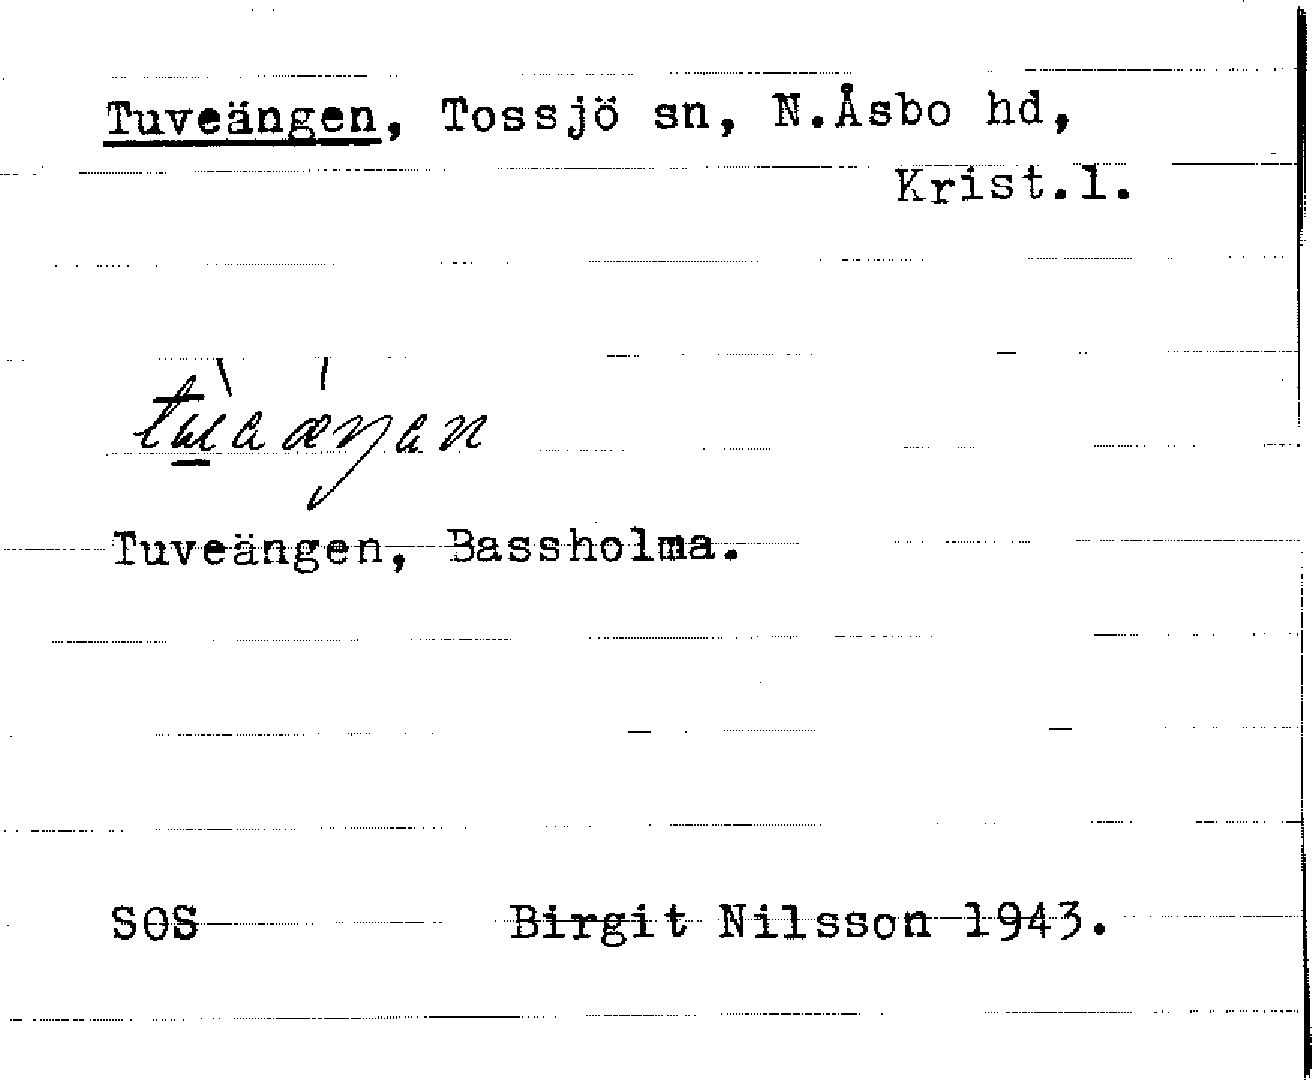 Tuveängen, Tossjö sn, N.Åsbo hd,
Krist.l.
Tuveängen, Bassholma.
SOS Birgit Nilsson 1943.